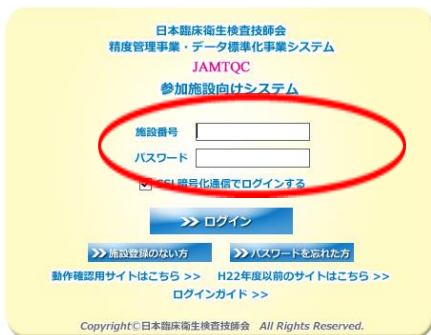 日本臨床衛生検査技師会
精度管理事業・データ標準化事業システム
JAMTQC
参加施設向けシステム
施設番号
パスワード
SSL暗号化通信でログインする
>> ログイン
>> 施設登録のない方 >> パスワードを忘れた方
動作確認用サイトはこちら >> H22年度以前のサイトはこちら >>
ログインガイド >>
Copyright©日本臨床衛生検査技師会 All Rights Reserved.